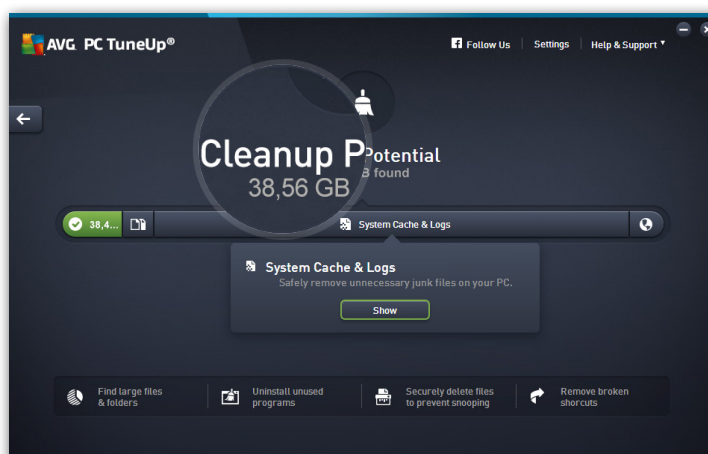 AVG PC TuneUp®
Follow Us
Settings
Help & Support
Cleanup Potential
38,56 GB found
38,4...
System Cache & Logs
System Cache & Logs
Safely remove unnecessary junk files on your PC.
Show
Find large files
& folders
Uninstall unused
programs
Securely delete files
to prevent snooping
Remove broken
shorcuts